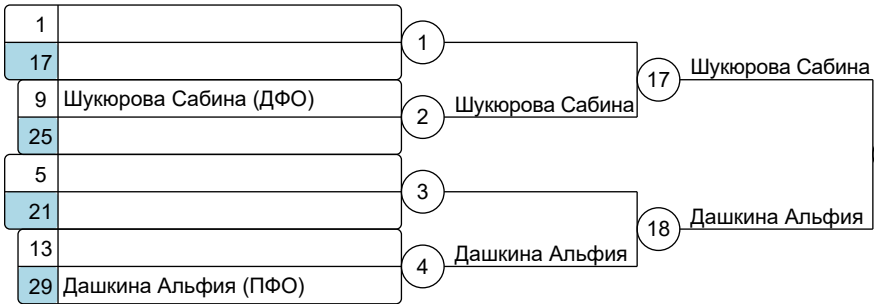 1
1
17
17 Шукюрова Сабина
9 Шукюрова Сабина (ДФО)
2 Шукюрова Сабина
25
5
3
21
18 Дашкина Альфия
13
4 Дашкина Альфия
29 Дашкина Альфия (ПФО)